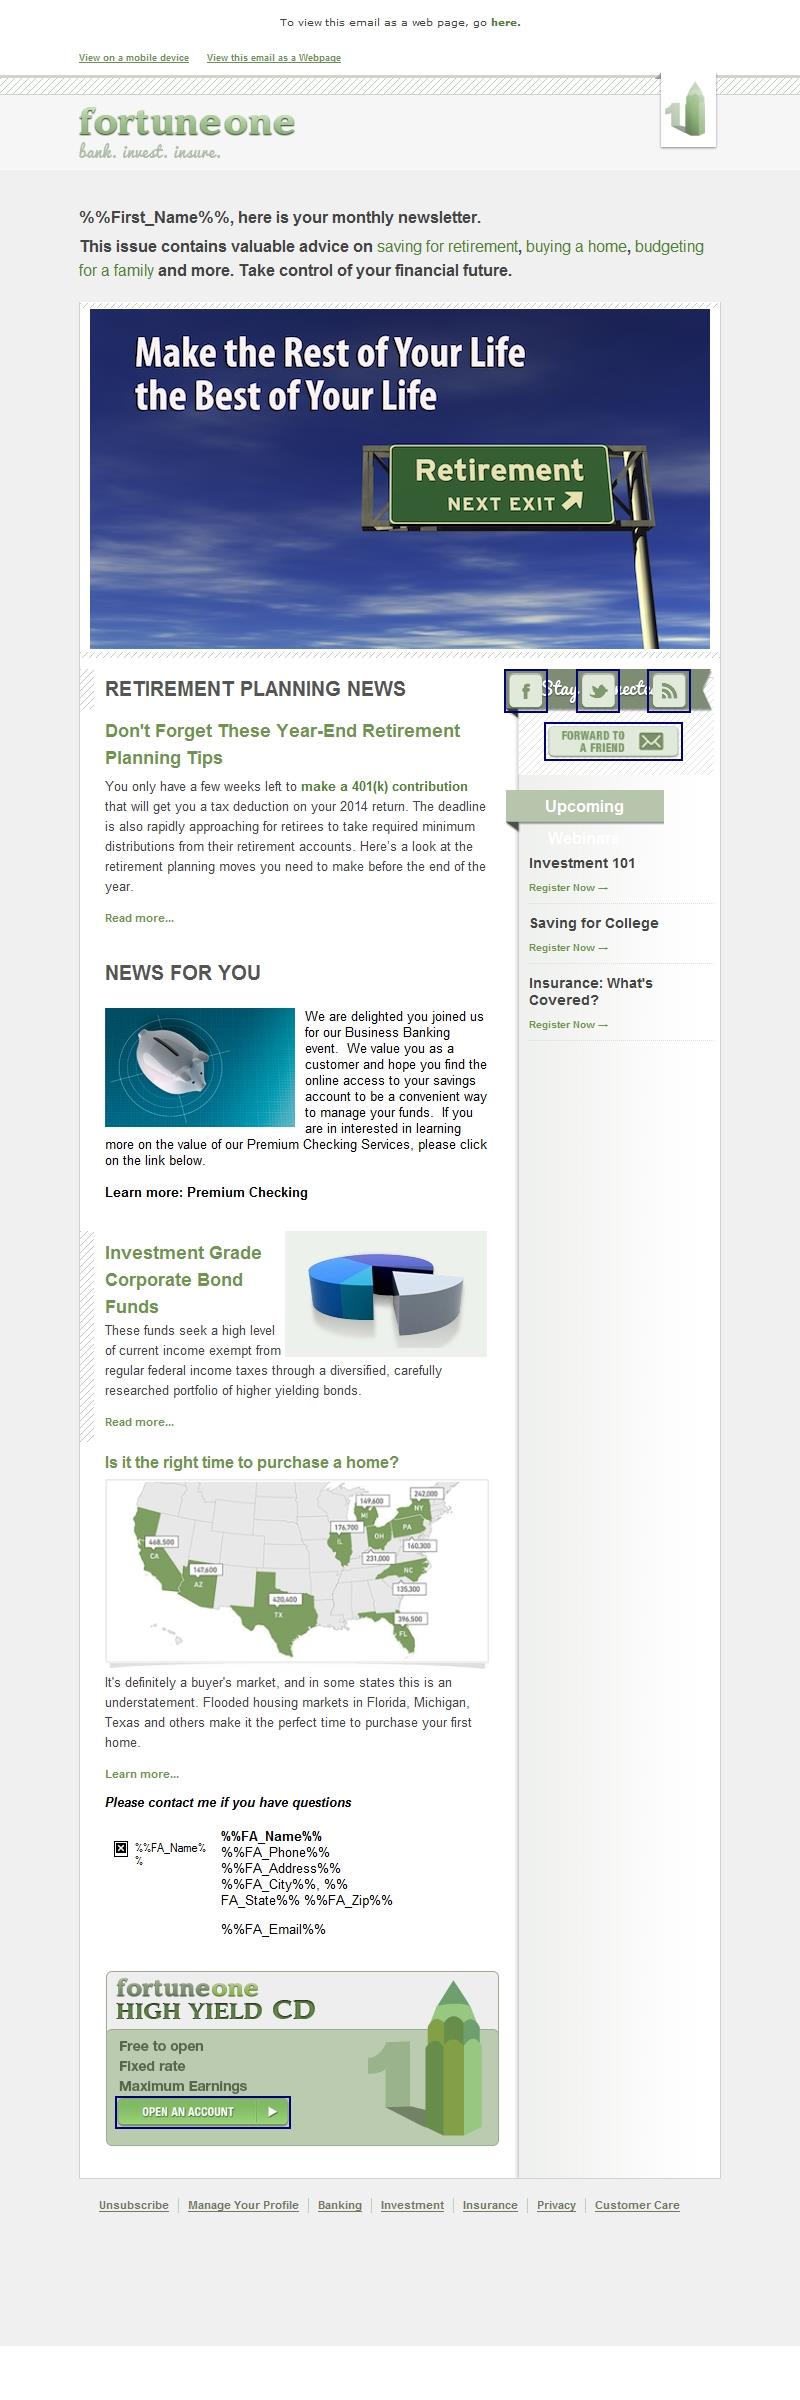 To view this email as a web page, go here.
View on a mobile device View this email as a Webpage
fortuneone
bank. invest. insure.
1
%%First_Name%%, here is your monthly newsletter.
This issue contains valuable advice on saving for retirement, buying a home, budgeting
for a family and more. Take control of your financial future.
Make the Rest of Your Life
the Best of Your Life
Retirement
NEXT EXIT
RETIREMENT PLANNING NEWS
Don't Forget These Year-End Retirement
Planning Tips
You only have a few weeks left to make a 401(k) contribution
that will get you a tax deduction on your 2014 return. The deadline
is also rapidly approaching for retirees to take required minimum
distributions from their retirement accounts. Here's a look at the
retirement planning moves you need to make before the end of the
year.
Read more...
NEWS FOR YOU
We are delighted you joined us
for our Business Banking
event. We value you as a
customer and hope you find the
online access to your savings
account to be a convenient way
to manage your funds. If you
are in interested in learning
more on the value of our Premium Checking Services, please click
on the link below.
Learn more: Premium Checking
Investment Grade
Corporate Bond
Funds
These funds seek a high level
of current income exempt from
regular federal income taxes through a diversified, carefully
researched portfolio of higher yielding bonds.
Read more...
Is it the right time to purchase a home?
242,000
149,600
NY
MI
176,700
PA
OH
IL
468,500
160,300
CA
231,000
147,600
NC
AZ
135,300
420,400
TX
396,500
FL
It's definitely a buyer's market, and in some states this is an
understatement. Flooded housing markets in Florida, Michigan,
Texas and others make it the perfect time to purchase your first
home.
Learn more...
Please contact me if you have questions
%%FA_Name%
%
%%FA_Name%%
%%FA_Phone%%
%%FA_Address%%
%%FA_City%%, %%
FA_State%% %%FA_Zip%%
%%FA_Email%%
fortuneone
HIGH YIELD CD
Free to open
Fixed rate
Maximum Earnings
OPEN AN ACCOUNT
1
Stay
f
FORWARD TO
A FRIEND
Upcoming
Webinars
Investment 101
Register Now →
Saving for College
Register Now →
Insurance: What's
Covered?
Register Now →
Unsubscribe Manage Your Profile Banking Investment Insurance Privacy Customer Care